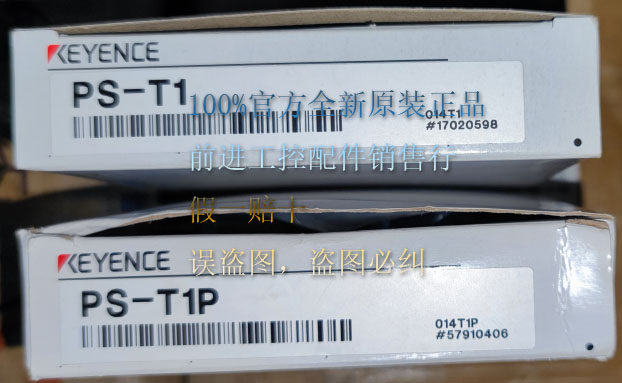 KEYENCE
PS-T1
100%官方全新原装正品
014T1
#17020598
前进工控配件销售行
假一赔十
误盗图，盗图必纠
KEYENCE
PS-T1P
014T1P
#57910406